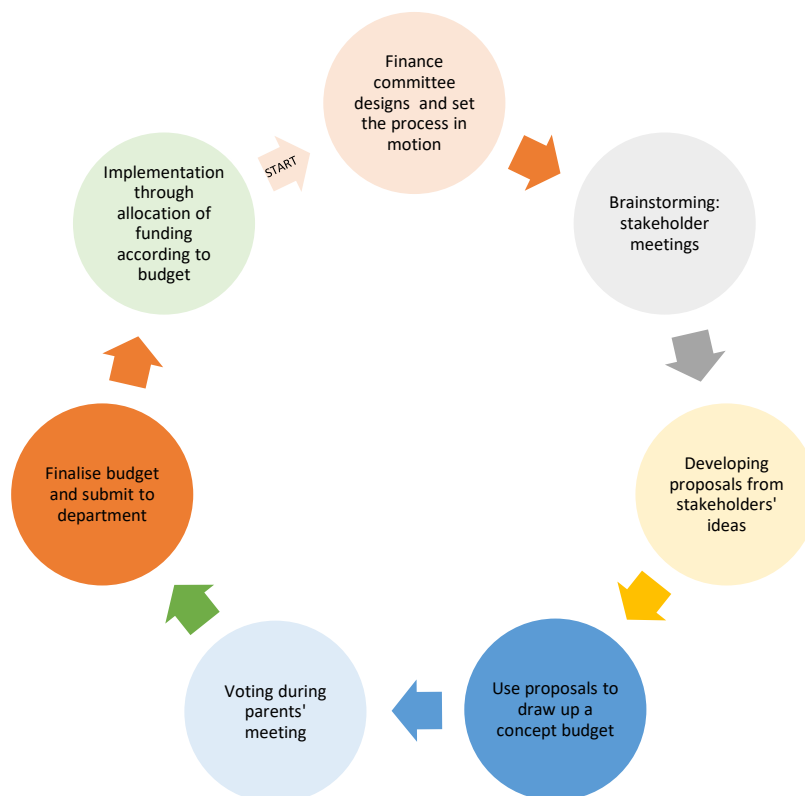 START
Finance
committee
designs and set
the process in
motion
Brainstorming:
stakeholder
meetings
Developing
proposals from
stakeholders'
ideas
Use proposals to
draw up a
concept budget
Voting during
parents'
meeting
Finalise budget
and submit to
department
Implementation
through
allocation of
funding
according to
budget